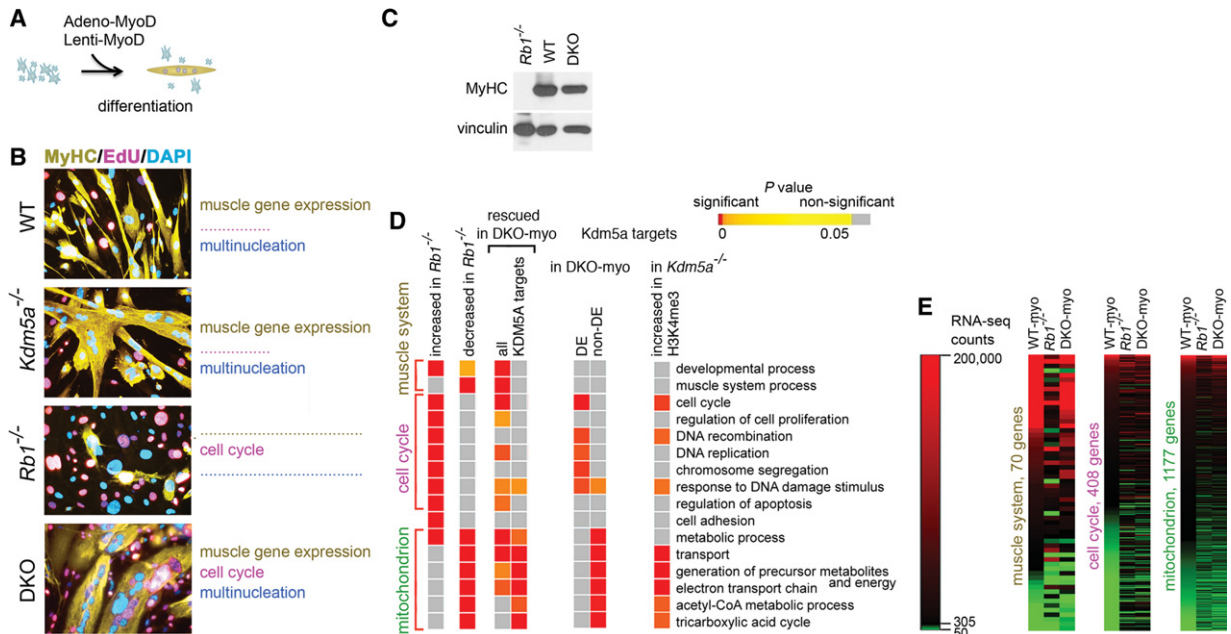 A
Adeno-MyoD
Lenti-MyoD
differentiation
B
MyHC/EdU/DAPI
WT
muscle gene expression
multinucleation
Kdm5a-/-
muscle gene expression
multinucleation
Rb1-/-
cell cycle
DKO
muscle gene expression
cell cycle
multinucleation
C
Rb1-/-
WT
DKO
MyHC
vinculin
D
P value
significant
non-significant
0
0.05
rescued
in DKO-myo
Kdm5a targets
in DKO-myo
in Kdm5a-/-
increased in Rb1-/-
decreased in Rb1-/-
all
KDM5A targets
DE
non-DE
increased
H3K4me3
muscle system
cell cycle
mitochondrion
developmental process
muscle system process
cell cycle
regulation of cell proliferation
DNA recombination
DNA replication
chromosome segregation
response to DNA damage stimulus
regulation of apoptosis
cell adhesion
metabolic process
transport
generation of precursor metabolites
and energy
electron transport chain
acetyl-CoA metabolic process
tricarboxylic acid cycle
E
RNA-seq
counts
200,000
305
50
WT-myo
Rb1-/-
DKO-myo
WT-myo
Rb1-/-
DKO-myo
WT-myo
Rb1-/-
DKO-myo
muscle system, 70 genes
cell cycle, 408 genes
mitochondrion, 1177 genes